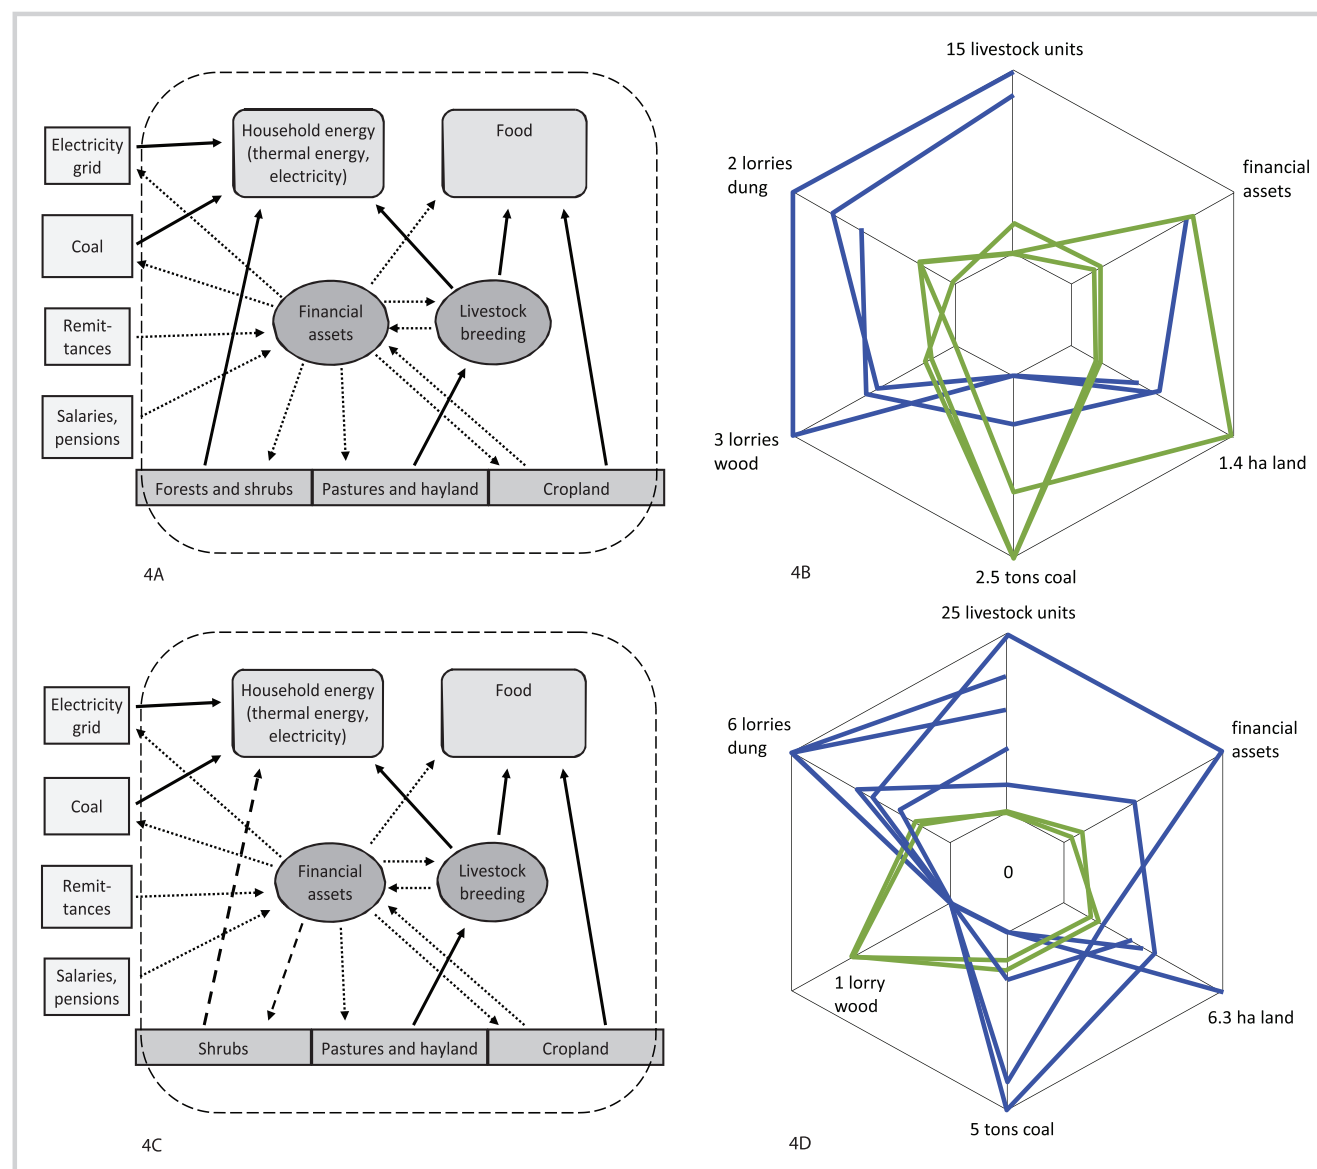 Electricity
grid
Coal
Remit-
tances
Salaries,
pensions
Household energy
(thermal energy,
electricity)
Food
Financial
assets
Livestock
breeding
Forests and shrubs
Pastures and hayland
Cropland
4A
15 livestock units
2 lorries
dung
financial
assets
3 lorries
wood
1.4 ha land
2.5 tons coal
4B
Electricity
grid
Coal
Remit-
tances
Salaries,
pensions
Household energy
(thermal energy,
electricity)
Food
Financial
assets
Livestock
breeding
Shrubs
Pastures and hayland
Cropland
4C
25 livestock units
6 lorries
dung
financial
assets
0
1 lorry
wood
6.3 ha land
5 tons coal
4D